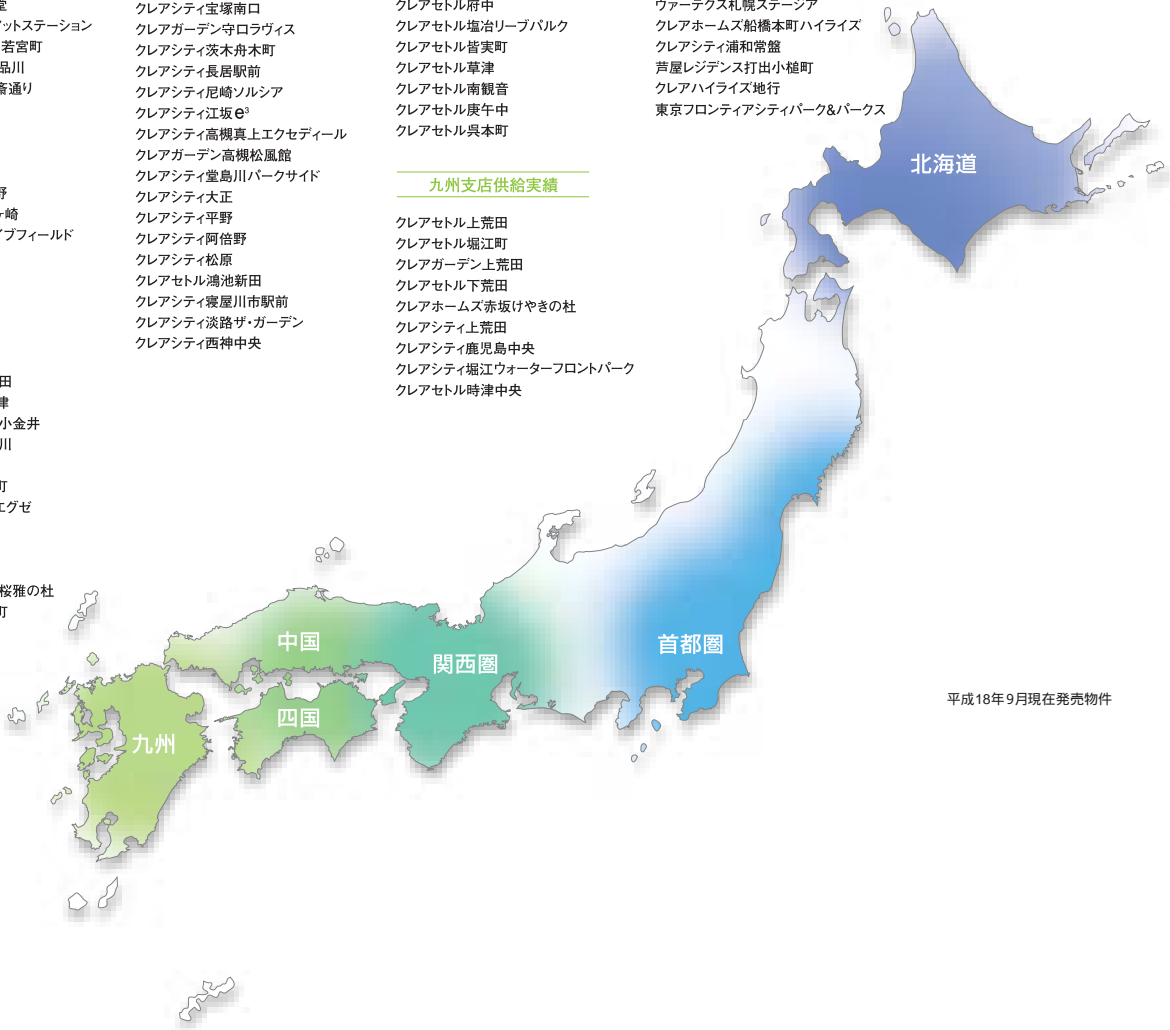 ットステーション
若宮町
品川
斎通り
野
ヶ崎
イブフィールド
田
津
小金井
川
町
エグゼ
桜雅の杜
町
クレアシティ宝塚南口
クレアガーデン守口ラヴィス
クレアシティ茨木舟木町
クレアシティ長居駅前
クレアシティ尼崎ソルシア
クレアシティ江坂e³
クレアシティ高槻真上エクセディール
クレアガーデン高槻松風館
クレアシティ堂島川パークサイド
クレアシティ大正
クレアシティ平野
クレアシティ阿倍野
クレアシティ松原
クレアセトル鴻池新田
クレアシティ寝屋川市駅前
クレアシティ淡路ザ・ガーデン
クレアシティ西神中央
クレアセトル府中
クレアセトル塩冶リーブパルク
クレアセトル皆実町
クレアセトル草津
クレアセトル南観音
クレアセトル庚午中
クレアセトル呉本町
九州支店供給実績
クレアセトル上荒田
クレアセトル堀江町
クレアガーデン上荒田
クレアセトル下荒田
クレアホームズ赤坂けやきの杜
クレアシティ上荒田
クレアシティ鹿児島中央
クレアシティ堀江ウォーターフロントパーク
クレアセトル時津中央
ヴァーテクス札幌ステーシア
クレアホームズ船橋本町ハイライズ
クレアシティ浦和常盤
芦屋レジデンス打出小槌町
クレアハイライズ地行
東京フロンティアシティパーク&パークス
北海道
首都圏
関西圏
中国
四国
九州
平成18年9月現在発売物件